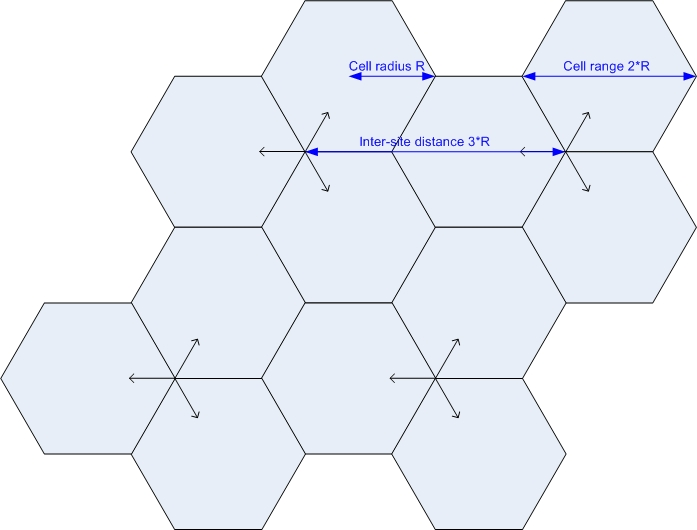 Cell radius R
Cell range 2*R
Inter-site distance 3*R